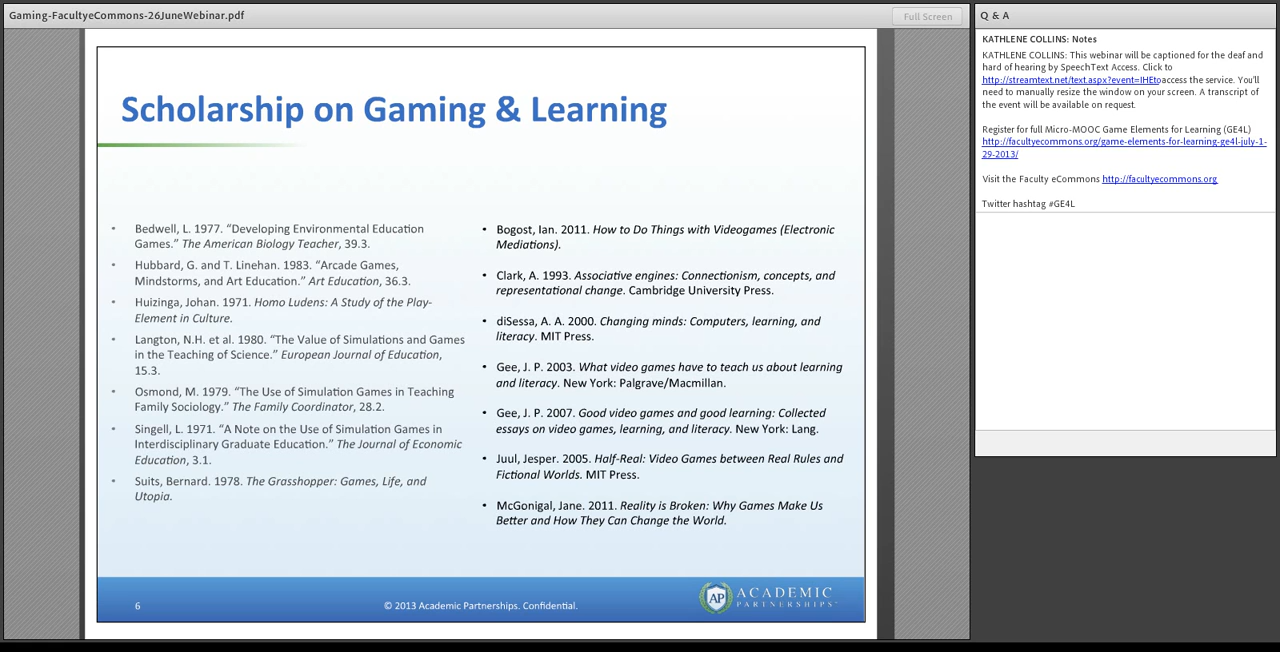 Gaming-FacultyeCommons-26JuneWebinar.pdf
Full Screen
Scholarship on Gaming & Learning
• Bedwell, L. 1977. “Developing Environmental Education
Games.” The American Biology Teacher, 39.3.
• Hubbard, G. and T. Linehan. 1983. “Arcade Games,
Mindstorms, and Art Education.” Art Education, 36.3.
• Huizinga, Johan. 1971. Homo Ludens: A Study of the Play-
Element in Culture.
• Langton, N.H. et al. 1980. “The Value of Simulations and Games
in the Teaching of Science.” European Journal of Education,
15.3.
• Osmond, M. 1979. “The Use of Simulation Games in Teaching
Family Sociology.” The Family Coordinator, 28.2.
• Singell, L. 1971. “A Note on the Use of Simulation Games in
Interdisciplinary Graduate Education.” The Journal of Economic
Education, 3.1.
• Suits, Bernard. 1978. The Grasshopper: Games, Life, and
Utopia.
• Bogost, Ian. 2011. How to Do Things with Videogames (Electronic
Mediations).
• Clark, A. 1993. Associative engines: Connectionism, concepts, and
representational change. Cambridge University Press.
• diSessa, A. A. 2000. Changing minds: Computers, learning, and
literacy. MIT Press.
• Gee, J. P. 2003. What video games have to teach us about learning
and literacy. New York: Palgrave/Macmillan.
• Gee, J. P. 2007. Good video games and good learning: Collected
essays on video games, learning, and literacy. New York: Lang.
• Juul, Jesper. 2005. Half-Real: Video Games between Real Rules and
Fictional Worlds. MIT Press.
• McGonigal, Jane. 2011. Reality is Broken: Why Games Make Us
Better and How They Can Change the World.
6
© 2013 Academic Partnerships. Confidential.
AP
ACADEMIC
PARTNERSHIPS
Q & A
KATHLENE COLLINS: Notes
KATHLENE COLLINS: This webinar will be captioned for the deaf and
hard of hearing by SpeechText Access. Click to
http://streamtext.net/text.aspx?event=IHEtoaccess the service. You'll
need to manually resize the window on your screen. A transcript of
the event will be available on request.
Register for full Micro-MOOC Game Elements for Learning (GE4L)
http://facultyecommons.org/game-elements-for-learning-ge4l-july-1-
29-2013/
Visit the Faculty eCommons http://facultyecommons.org
Twitter hashtag #GE4L